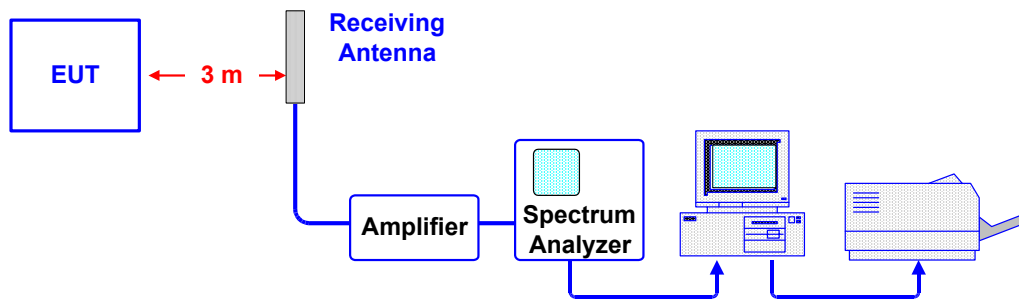 Receiving
Antenna
EUT
3 m
Amplifier
Spectrum
Analyzer